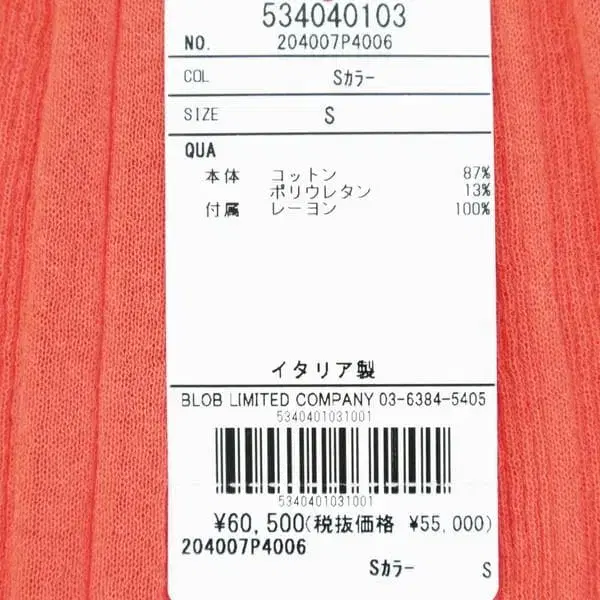 534040103
NO. 204007P4006
COL Sカラー
SIZE S
QUA
本体 コットン 87%
ポリウレタン 13%
付属 レーヨン 100%
イタリア製
BLOB LIMITED COMPANY 03-6384-5405
5340401031001
5340401031001
¥60,500(税抜価格 ¥55,000)
204007P4006
Sカラー S